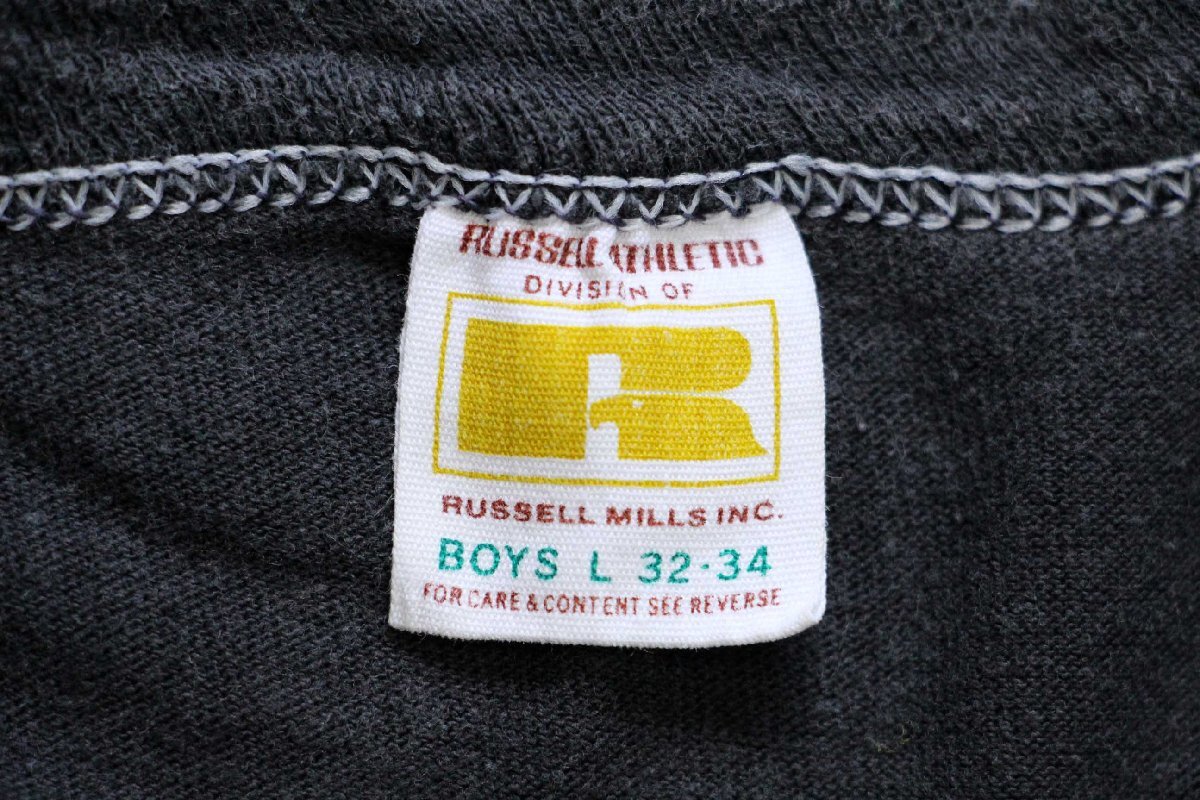 RUSSELL ATHLETIC
DIVISION OF
R
RUSSELL MILLS INC.
BOYS L 32-34
FOR CARE & CONTENT SEE REVERSE